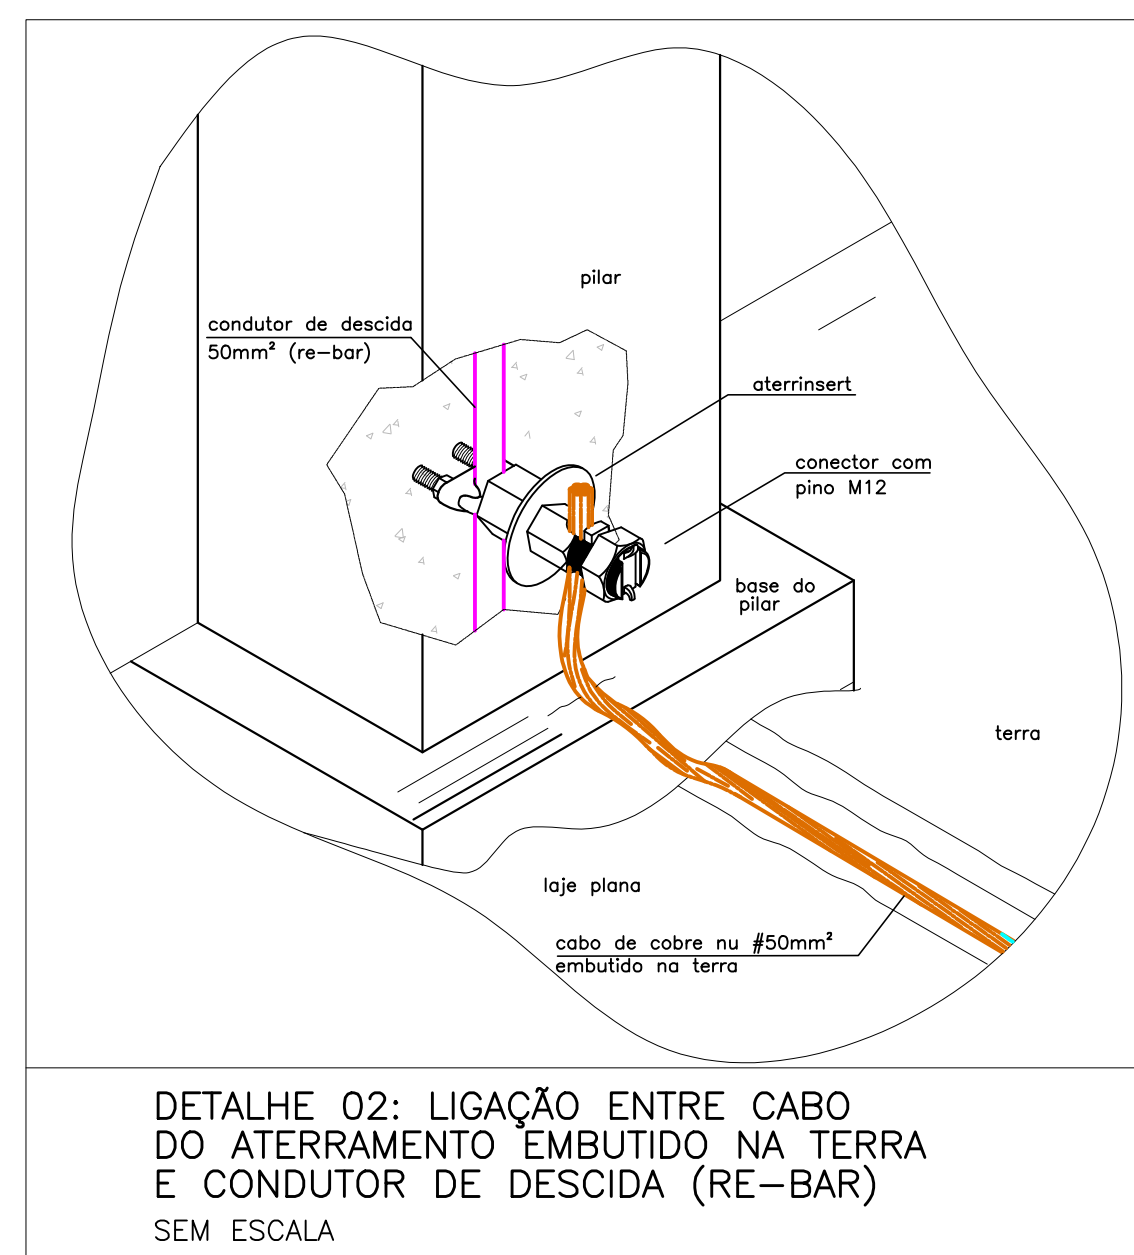 pilar
condutor de descida
50mm² (re-bar)
aterrinsert
conector com
pino M12
base do
pilar
terra
laje plana
cabo de cobre nu #50mm²
embutido na terra
DETALHE 02: LIGAÇÃO ENTRE CABO
DO ATERRAMENTO EMBUTIDO NA TERRA
E CONDUTOR DE DESCIDA (RE-BAR)
SEM ESCALA